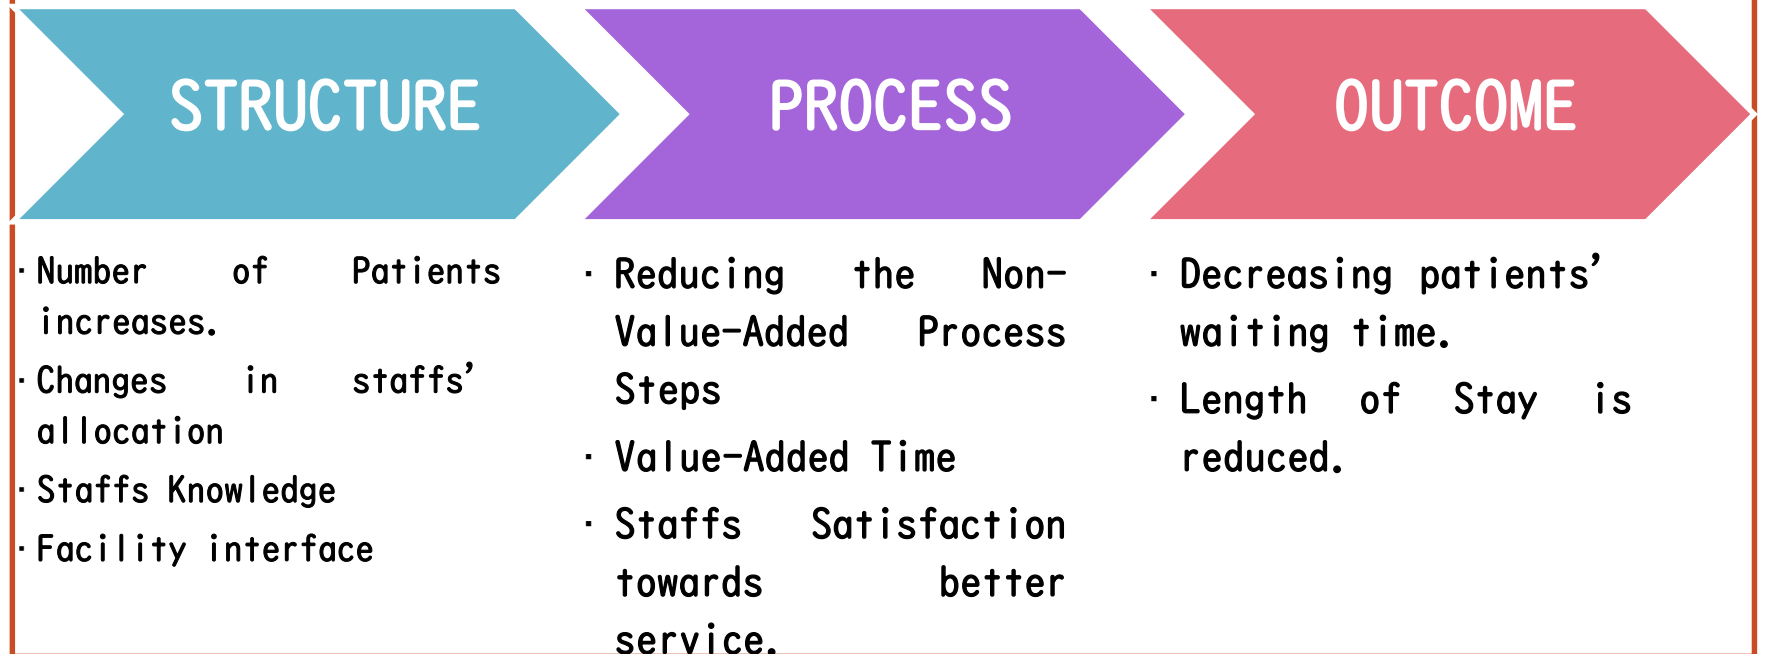 STRUCTURE
PROCESS
OUTCOME
· Number of Patients
increases.
· Changes in staffs’
allocation
· Staffs Knowledge
· Facility interface
· Reducing the Non-
Value-Added Process
Steps
· Value-Added Time
· Staffs Satisfaction
towards better
service.
· Decreasing patients’
waiting time.
· Length of Stay is
reduced.